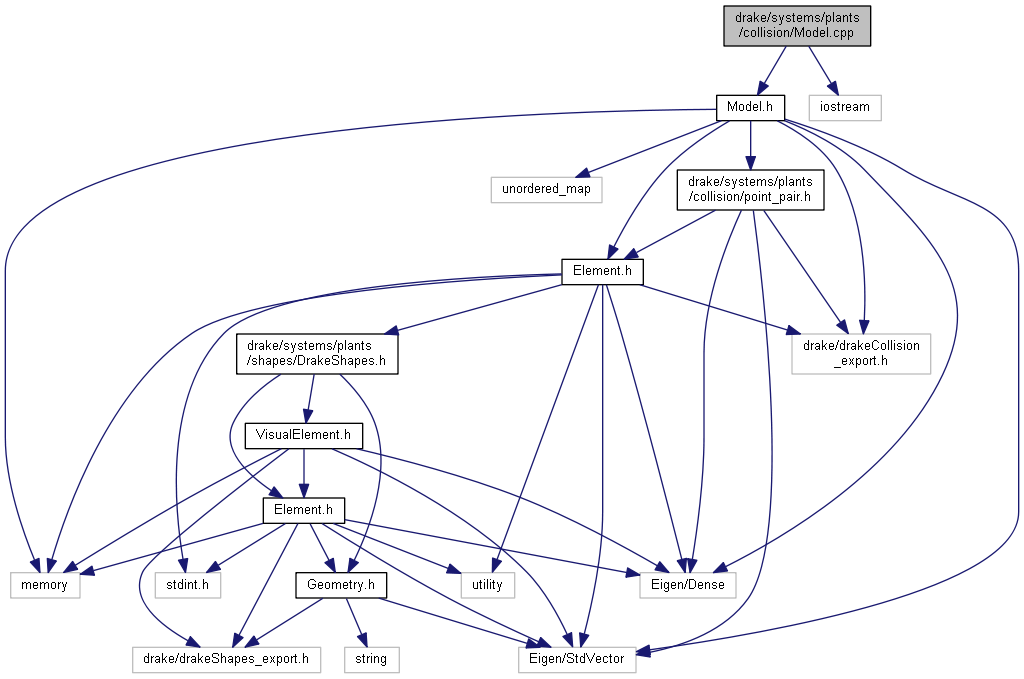 drake/systems/plants
/collision/Model.cpp
Model.h
iostream
unordered_map
drake/systems/plants
/collision/point_pair.h
Element.h
drake/systems/plants
/shapes/DrakeShapes.h
drake/drakeCollision
_export.h
VisualElement.h
Element.h
memory
stdint.h
Geometry.h
utility
Eigen/Dense
drake/drakeShapes_export.h
string
Eigen/StdVector